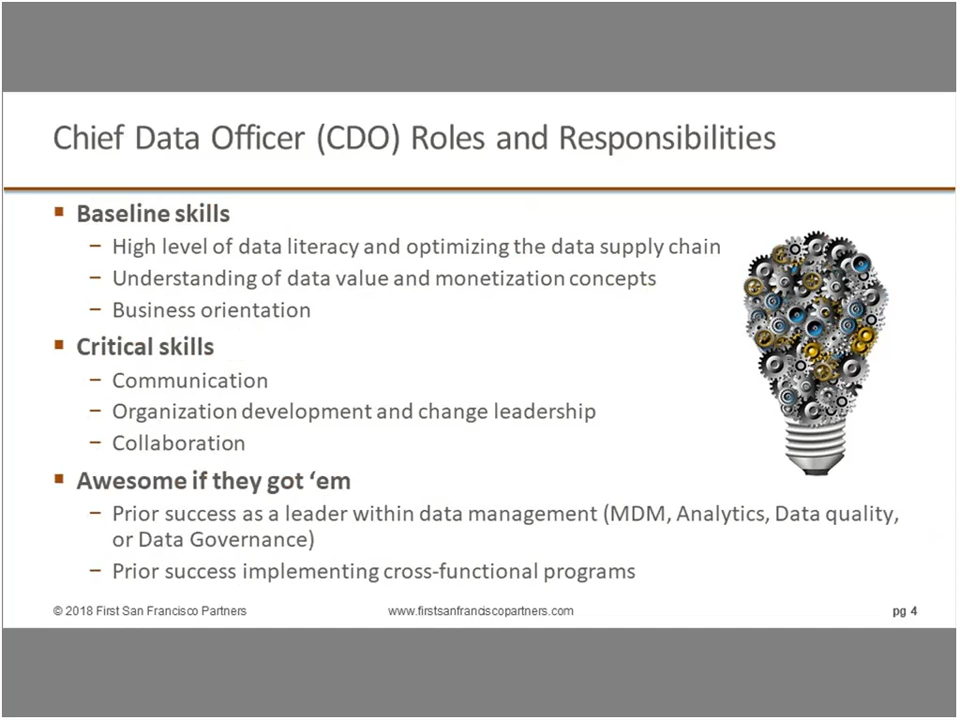 Chief Data Officer (CDO) Roles and Responsibilities
▪ Baseline skills
− High level of data literacy and optimizing the data supply chain
− Understanding of data value and monetization concepts
− Business orientation
▪ Critical skills
− Communication
− Organization development and change leadership
− Collaboration
▪ Awesome if they got ‘em
− Prior success as a leader within data management (MDM, Analytics, Data quality,
or Data Governance)
− Prior success implementing cross-functional programs
© 2018 First San Francisco Partners www.firstsanfranciscopartners.com pg 4